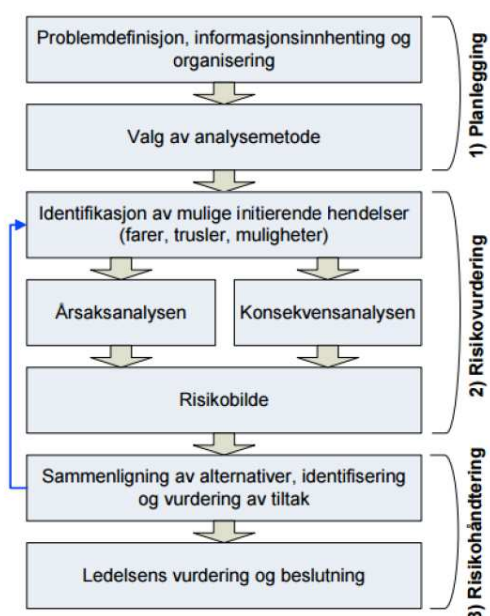 Problemdefinisjon, informasjonsinnhenting og
organisering
Valg av analysemetode
1) Planlegging
Identifikasjon av mulige initierende hendelser
(farer, trusler, muligheter)
Årsaksanalysen
Konsekvensanalysen
Risikobilde
2) Risikovurdering
Sammenligning av alternativer, identifisering
og vurdering av tiltak
Ledelsens vurdering og beslutning
3) Risikohåndtering